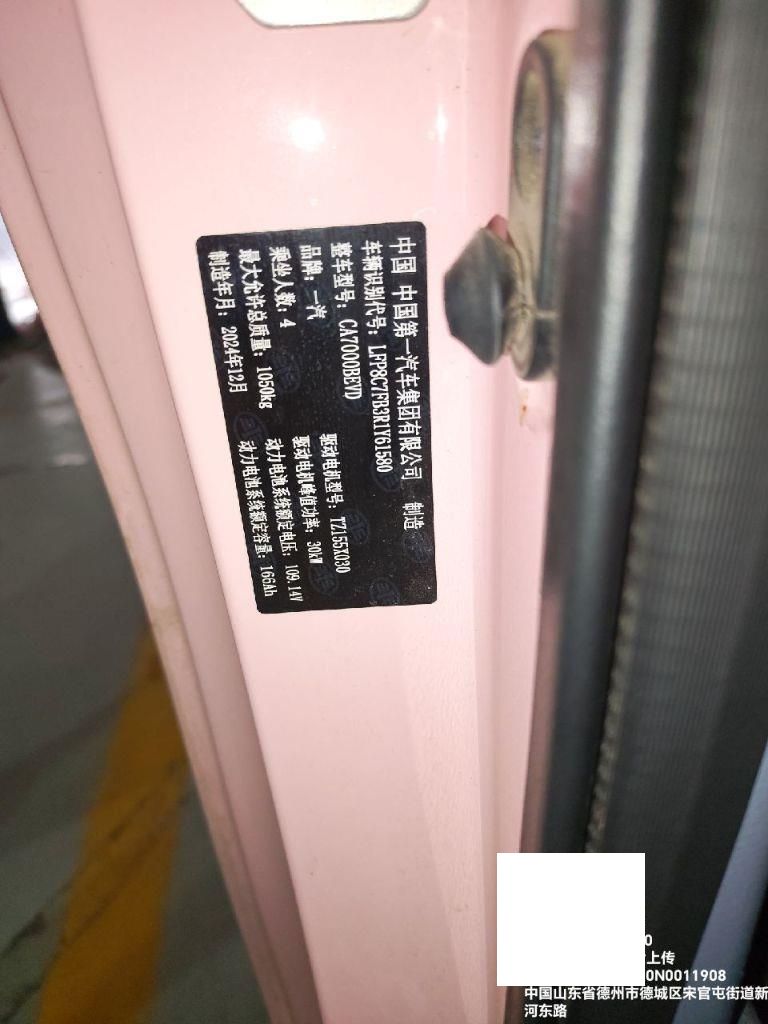 中国 中国第一汽车集团有限公司 制造
车辆识别代号：LFP8C7FB3R1Y61580
整车型号：CA7000BEVD
驱动电机型号：TZ155X030
品牌：一汽
驱动电机峰值功率：30kW
乘坐人数：4
动力电池系统额定电压：109.14V
最大允许总质量：1050kg
动力电池系统额定容量：166Ah
制造年月：2024年12月
上传
0N0011908
中国山东省德州市德城区宋官屯街道新
河东路